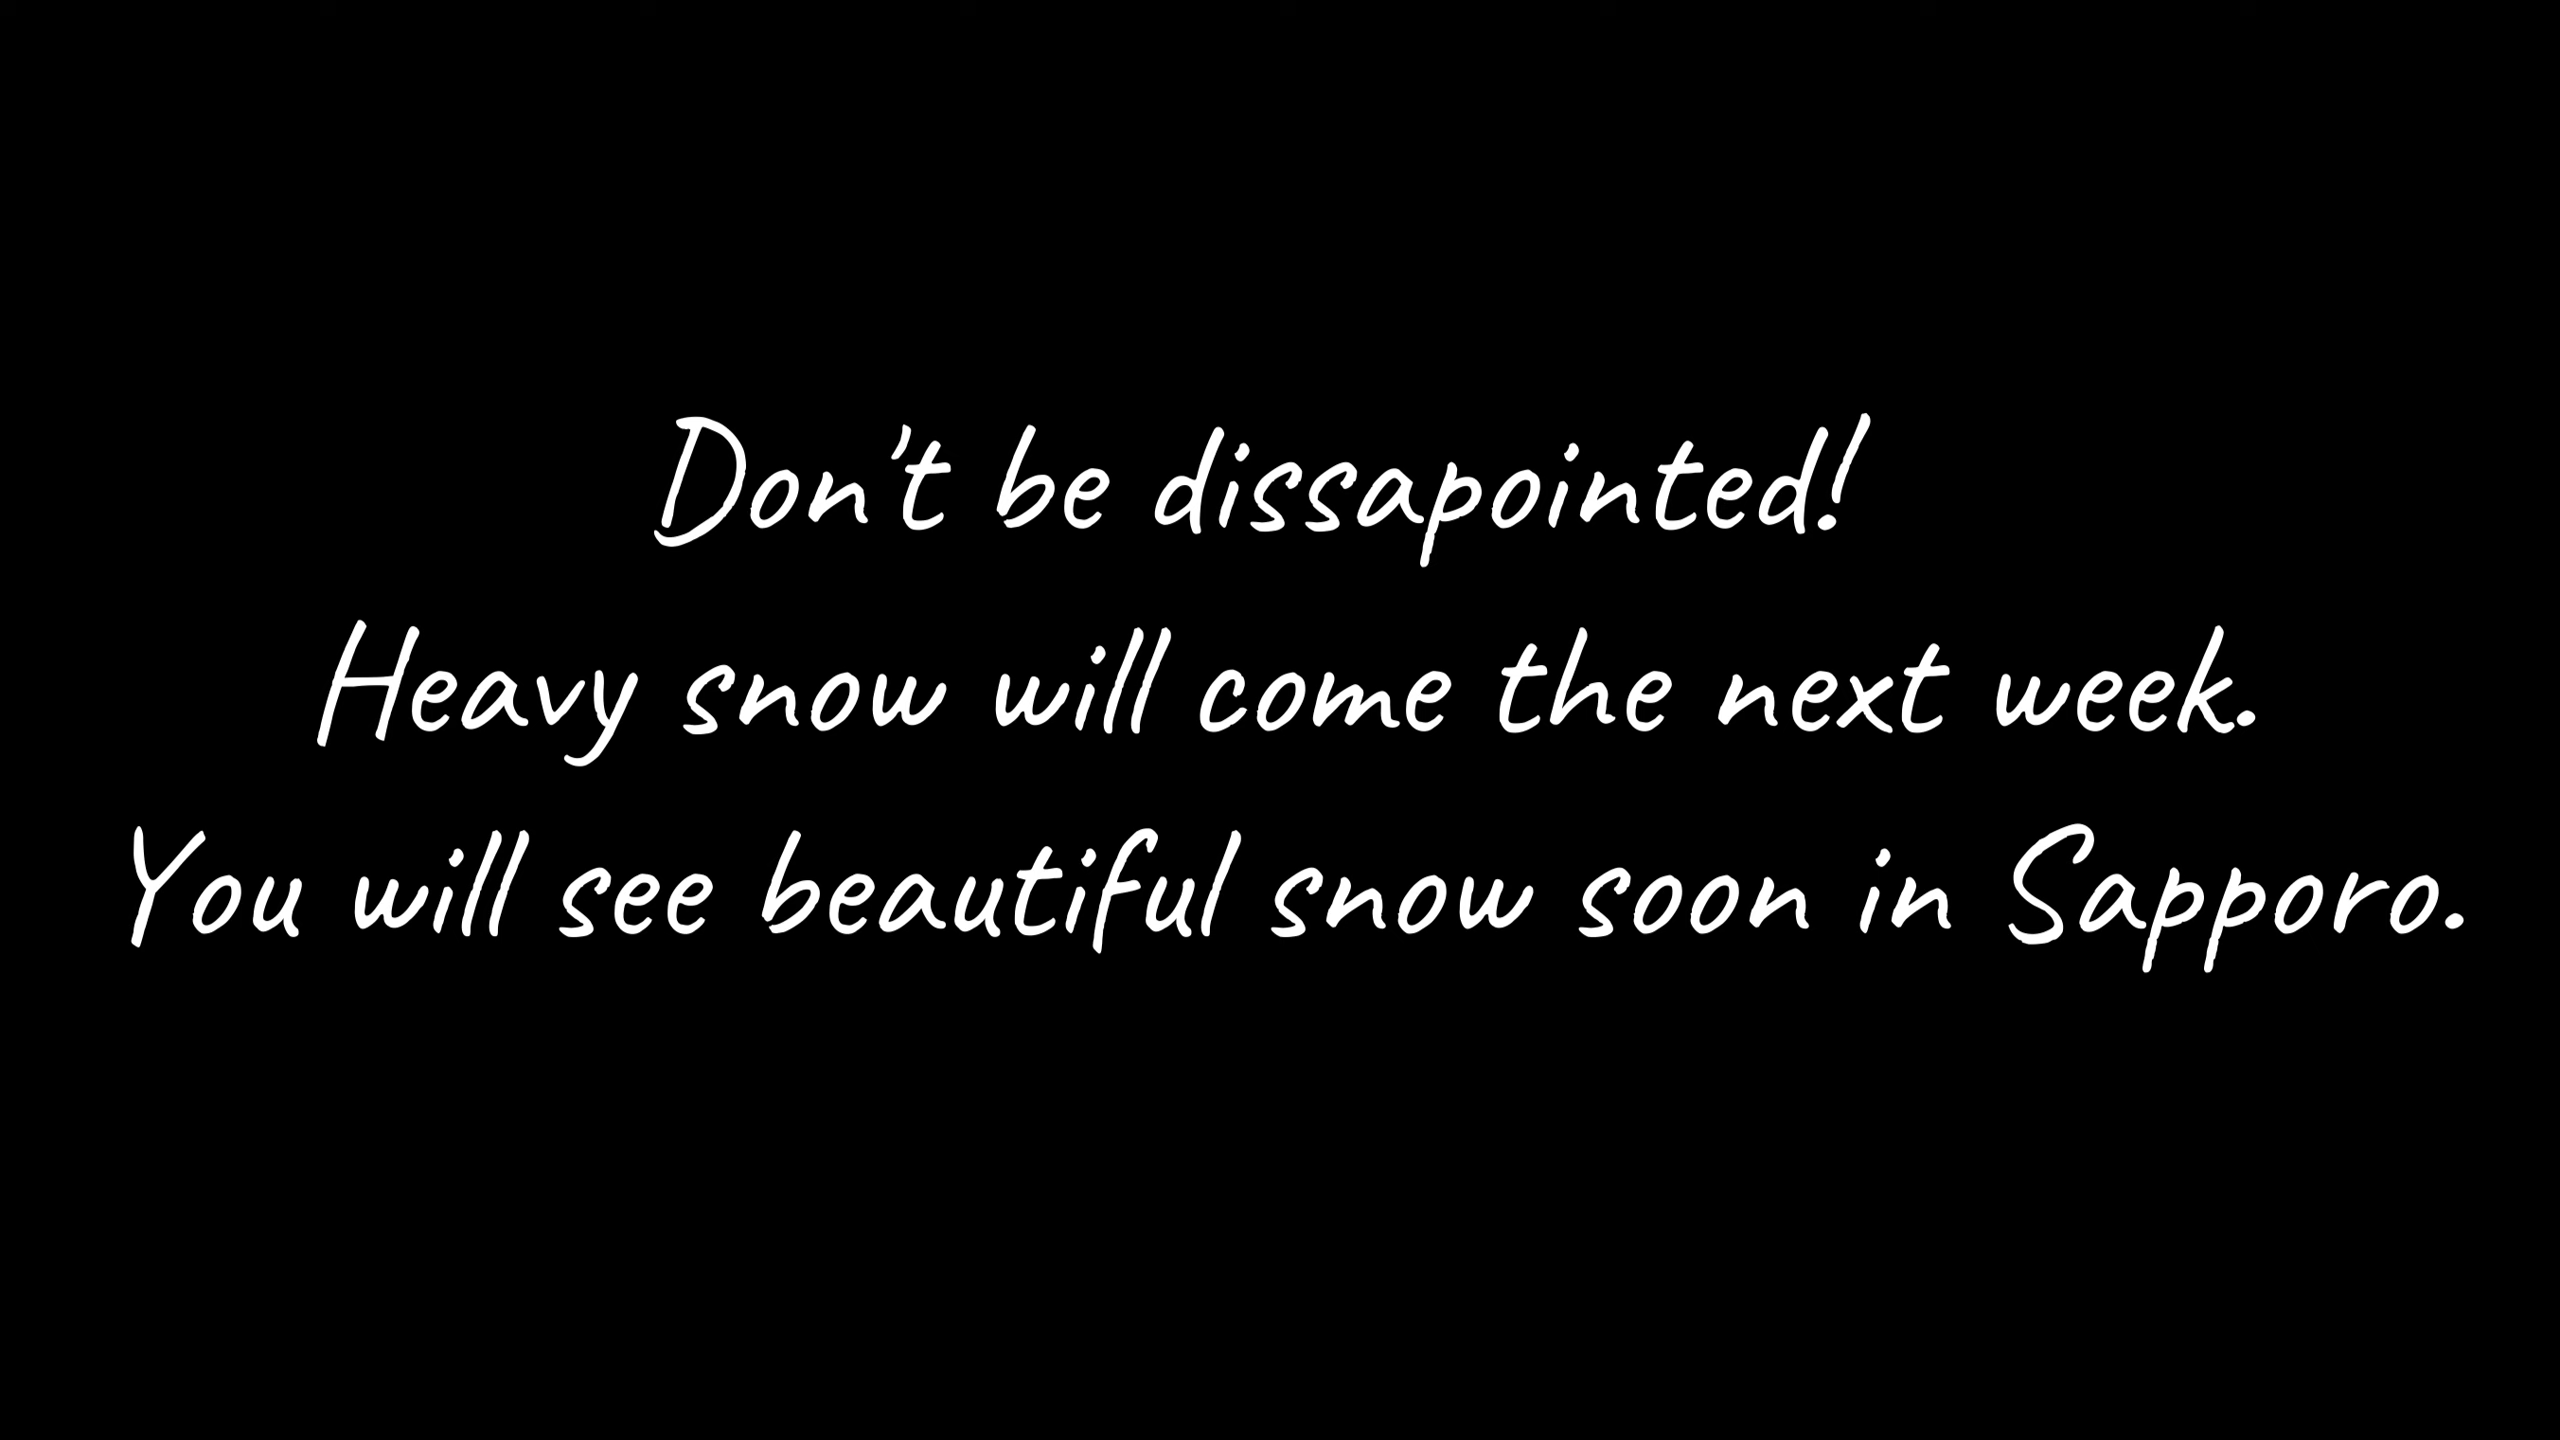 Don't be dissapointed!
Heavy snow will come the next week.
You will see beautiful snow soon in Sapporo.